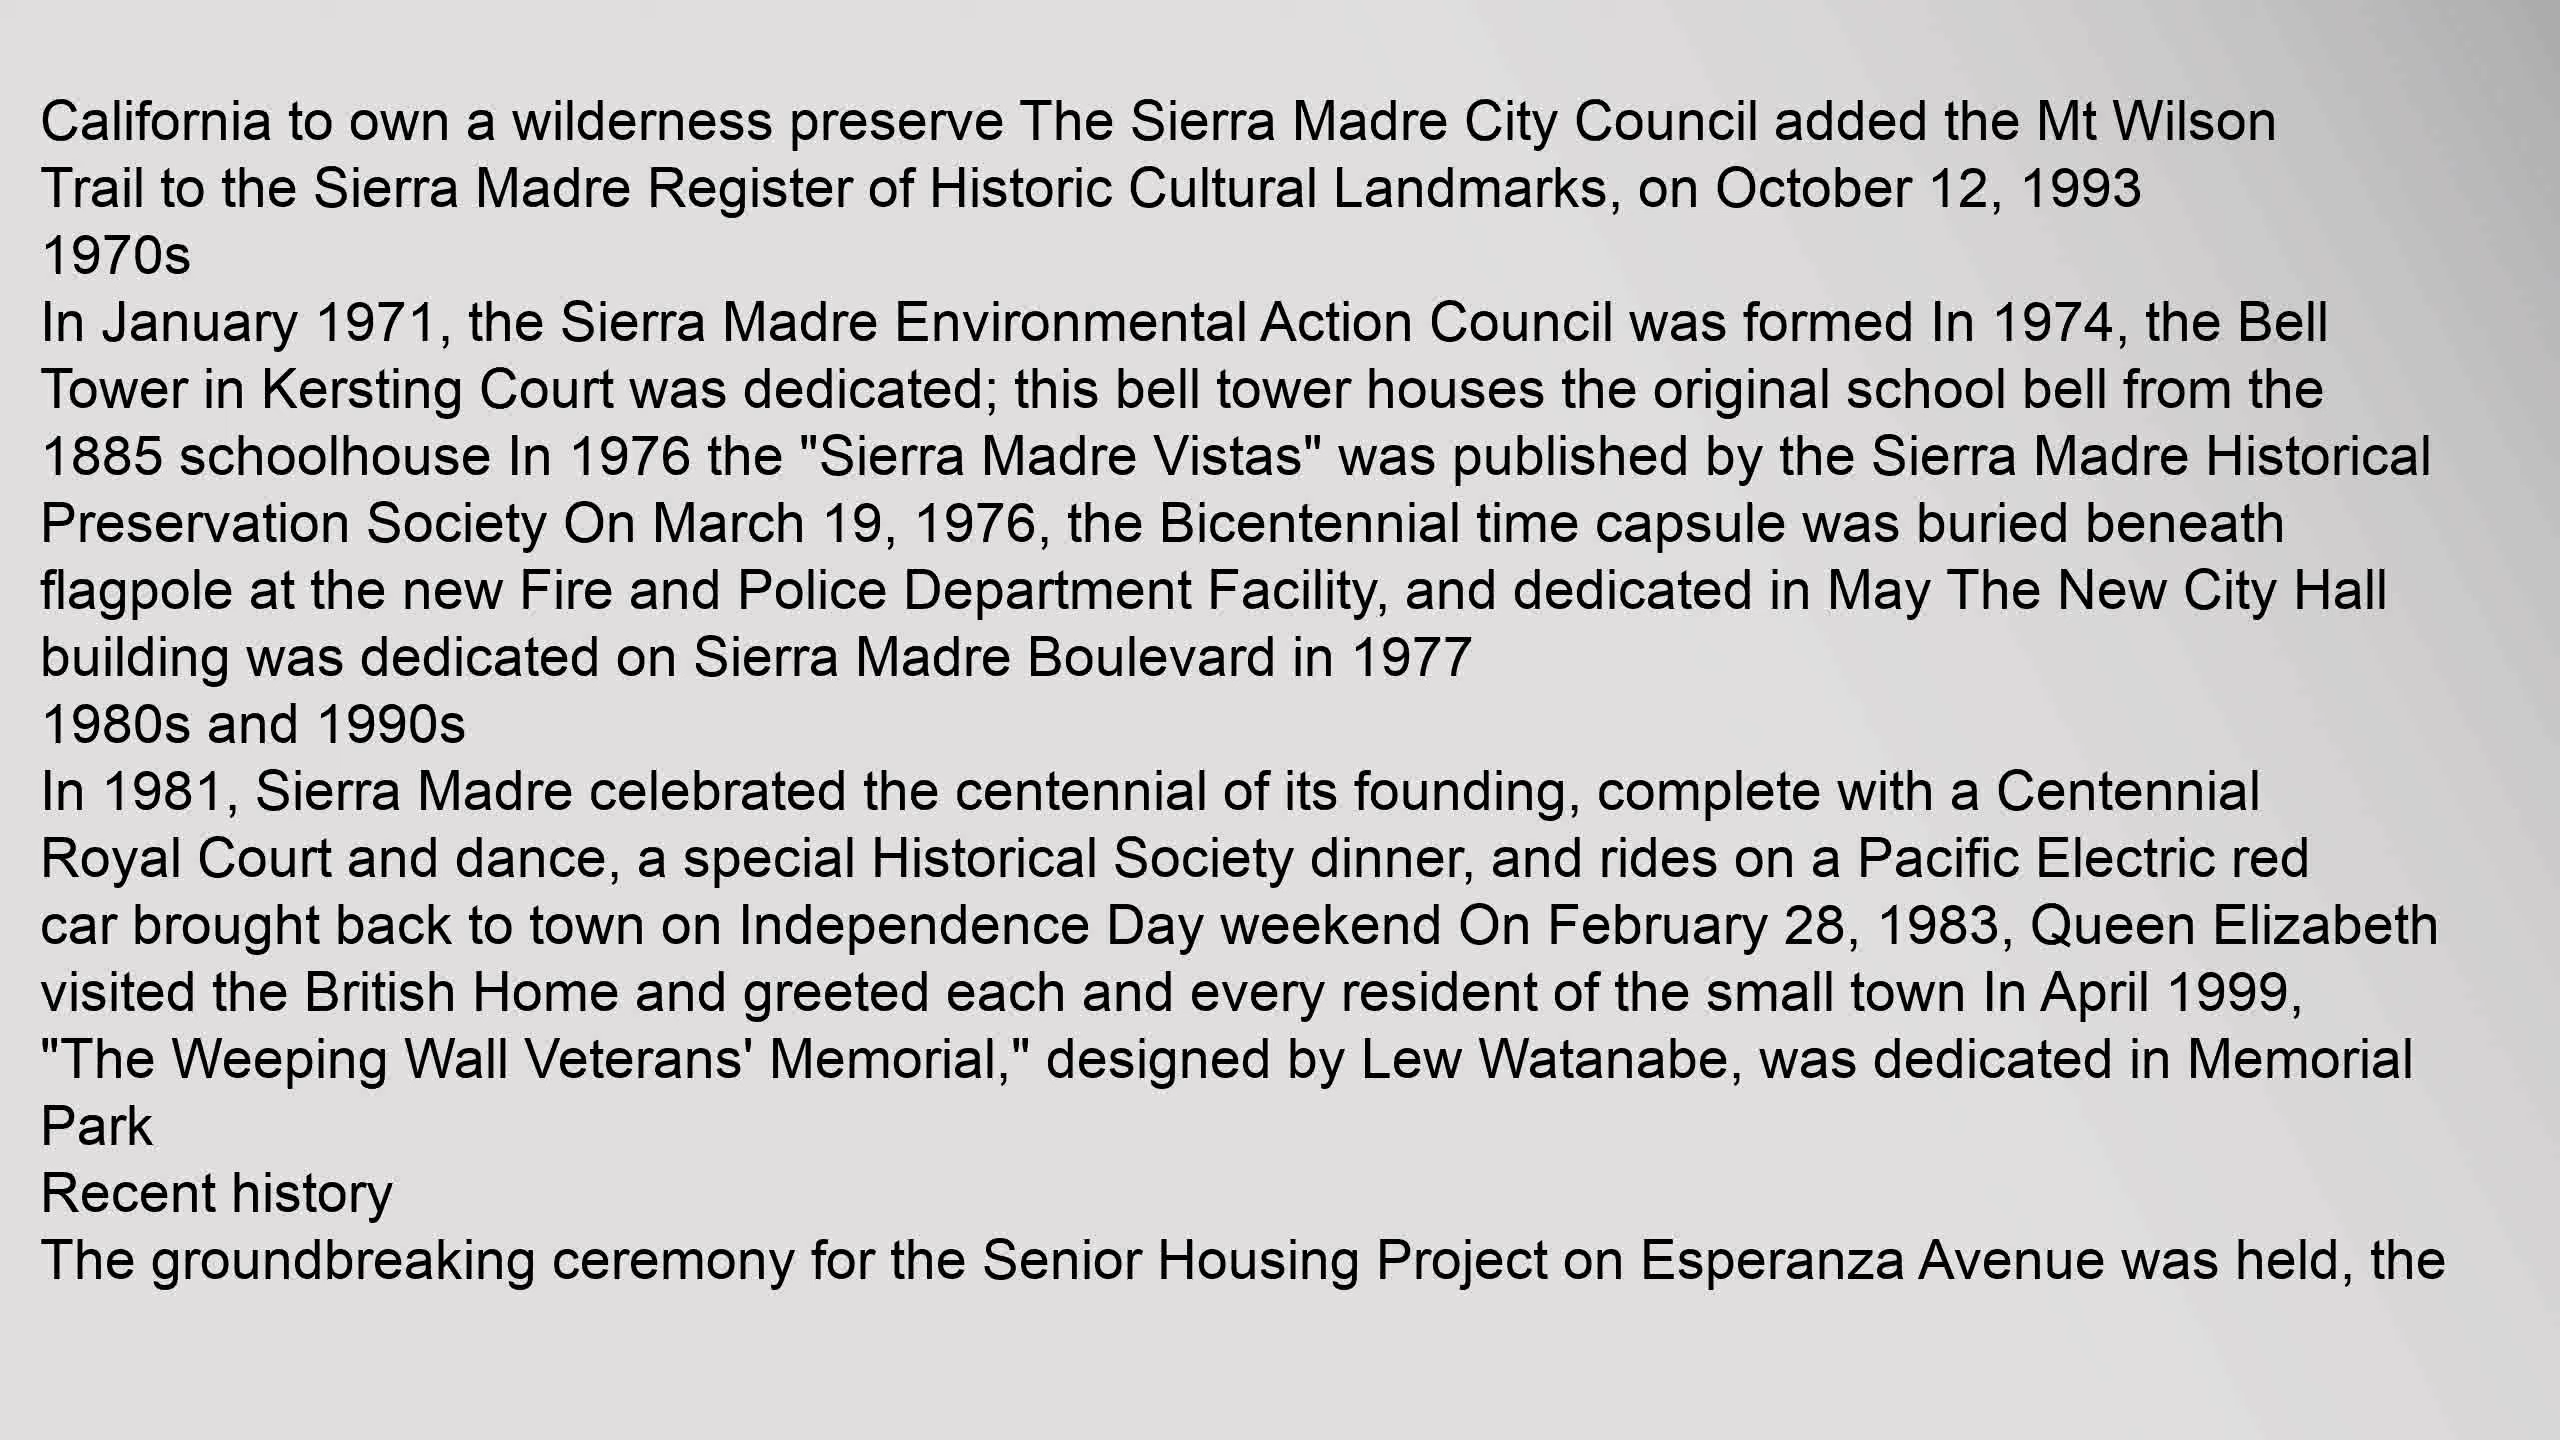 California to own a wilderness preserve The Sierra Madre City Council added the Mt Wilson
Trail to the Sierra Madre Register of Historic Cultural Landmarks, on October 12, 1993
1970s
In January 1971, the Sierra Madre Environmental Action Council was formed In 1974, the Bell
Tower in Kersting Court was dedicated; this bell tower houses the original school bell from the
1885 schoolhouse In 1976 the "Sierra Madre Vistas" was published by the Sierra Madre Historical
Preservation Society On March 19, 1976, the Bicentennial time capsule was buried beneath
flagpole at the new Fire and Police Department Facility, and dedicated in May The New City Hall
building was dedicated on Sierra Madre Boulevard in 1977
1980s and 1990s
In 1981, Sierra Madre celebrated the centennial of its founding, complete with a Centennial
Royal Court and dance, a special Historical Society dinner, and rides on a Pacific Electric red
car brought back to town on Independence Day weekend On February 28, 1983, Queen Elizabeth
visited the British Home and greeted each and every resident of the small town In April 1999,
"The Weeping Wall Veterans' Memorial," designed by Lew Watanabe, was dedicated in Memorial
Park
Recent history
The groundbreaking ceremony for the Senior Housing Project on Esperanza Avenue was held, the